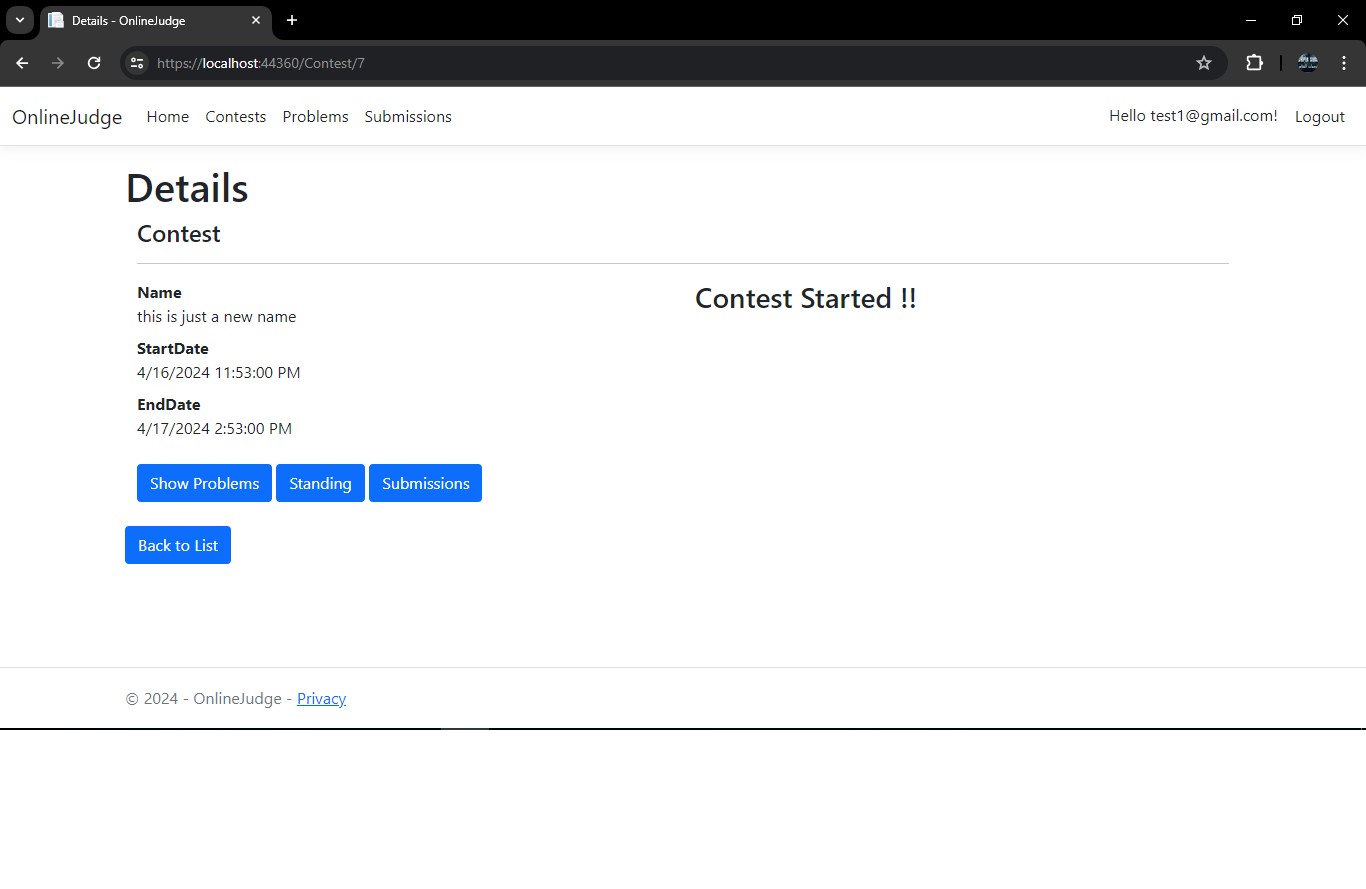 Details - OnlineJudge
https://localhost:44360/Contest/7
OnlineJudge Home Contests Problems Submissions Hello test1@gmail.com! Logout
Details
Contest
Name
this is just a new name
StartDate
4/16/2024 11:53:00 PM
EndDate
4/17/2024 2:53:00 PM
Contest Started !!
Show Problems Standing Submissions
Back to List
© 2024 - OnlineJudge - Privacy